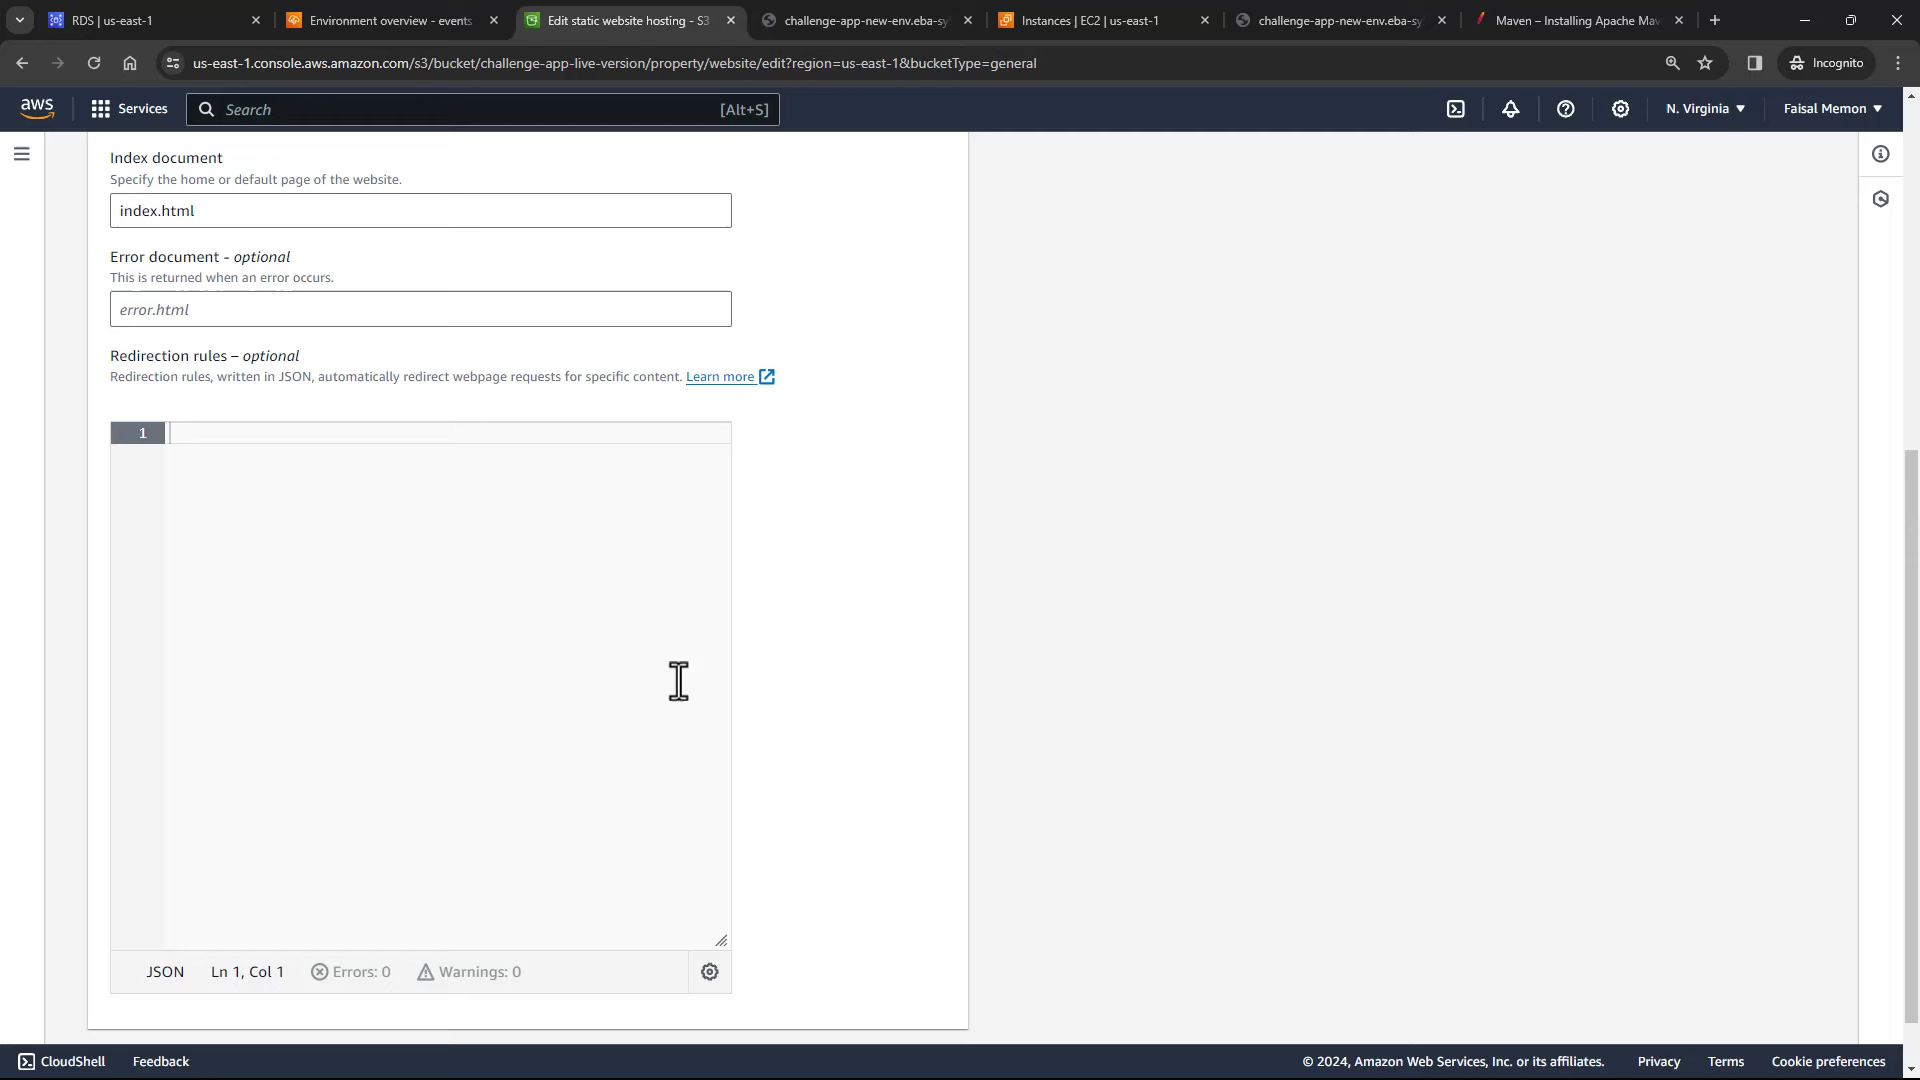 RDS | us-east-1
Environment overview - events
Edit static website hosting - S3
challenge-app-new-env.eba-sy
Instances | EC2 | us-east-1
challenge-app-new-env.eba-sy
Maven – Installing Apache Mav
us-east-1.console.aws.amazon.com/s3/bucket/challenge-app-live-version/property/website/edit?region=us-east-1&bucketType=general
Incognito
aws
Services
Search
[Alt+S]
N. Virginia
Faisal Memon
Index document
Specify the home or default page of the website.
index.html
Error document - optional
This is returned when an error occurs.
error.html
Redirection rules – optional
Redirection rules, written in JSON, automatically redirect webpage requests for specific content. Learn more
1
JSON Ln 1, Col 1 Errors: 0 Warnings: 0
CloudShell Feedback
© 2024, Amazon Web Services, Inc. or its affiliates. Privacy Terms Cookie preferences